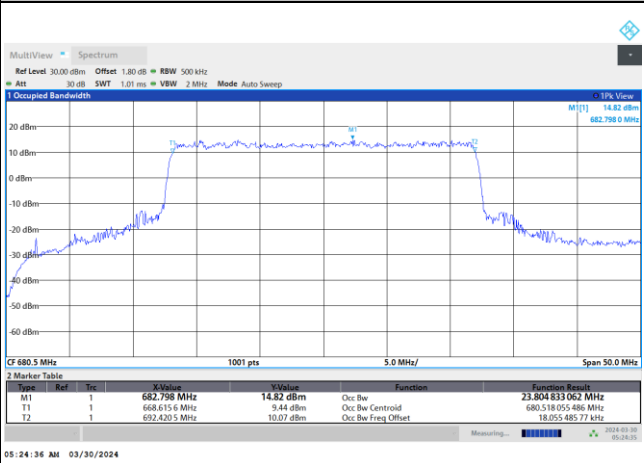 MultiView Spectrum
Ref Level 30.00 dBm Offset 1.80 dB RBW 500 kHz
Att 30 dB SWT 1.01 ms VBW 2 MHz Mode Auto Sweep
1 Occupied Bandwidth 1Pk View
M1[1] 14.82 dBm
682.798 0 MHz
20 dBm
T1 M1 T2
10 dBm
0 dBm
-10 dBm
-20 dBm
-30 dBm
-40 dBm
-50 dBm
-60 dBm
CF 680.5 MHz 1001 pts 5.0 MHz/ Span 50.0 MHz
2 Marker Table
Type Ref Trc X-Value Y-Value Function Function Result
M1 1 682.798 MHz 14.82 dBm Occ Bw 23.804 833 062 MHz
T1 1 668.615 6 MHz 9.44 dBm Occ Bw Centroid 680.518 055 486 MHz
T2 1 692.420 5 MHz 10.07 dBm Occ Bw Freq Offset 18.055 485 77 kHz
Measuring... 2024-03-30
05:24:35
05:24:36 AM 03/30/2024